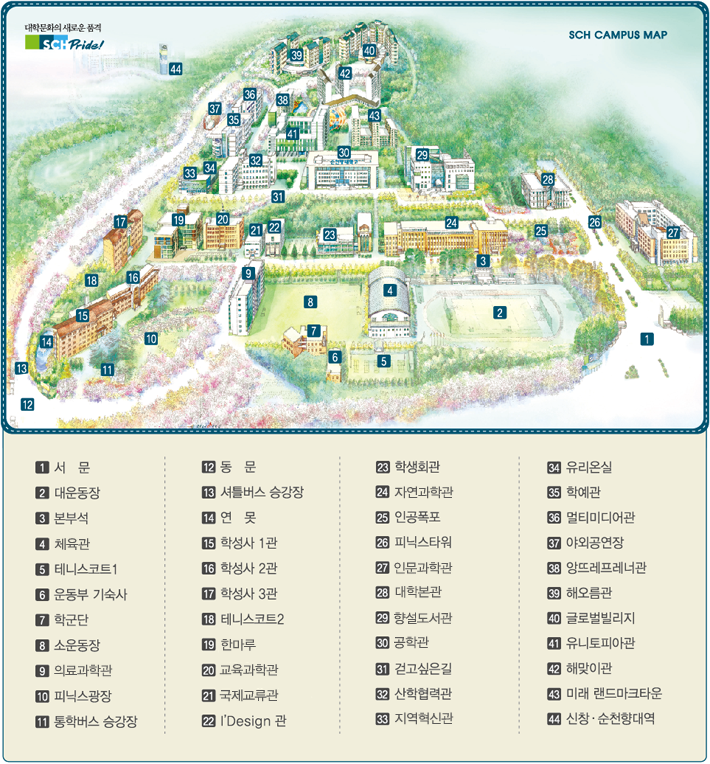 대학문화의 새로운 품격
SCH Pride!
SCH CAMPUS MAP
44
39
40
42
36
38
37
35
43
41
34
33
32
30
29
28
31
17
19
20
21
22
23
24
25
26
27
18
16
9
3
15
8
4
2
10
14
7
1
13
11
6
5
12
1 서 문
2 대운동장
3 본부석
4 체육관
5 테니스코트1
6 운동부 기숙사
7 학군단
8 소운동장
9 의료과학관
10 피닉스광장
11 통학버스 승강장
12 동 문
13 셔틀버스 승강장
14 연 못
15 학성사 1관
16 학성사 2관
17 학성사 3관
18 테니스코트2
19 한마루
20 교육과학관
21 국제교류관
22 I'Design 관
23 학생회관
24 자연과학관
25 인공폭포
26 피닉스타워
27 인문과학관
28 대학본관
29 향설도서관
30 공학관
31 걷고싶은길
32 산학협력관
33 지역혁신관
34 유리온실
35 학예관
36 멀티미디어관
37 야외공연장
38 앙뜨레프레너관
39 해오름관
40 글로벌빌리지
41 유니토피아관
42 해맞이관
43 미래 랜드마크타운
44 신창·순천향대역